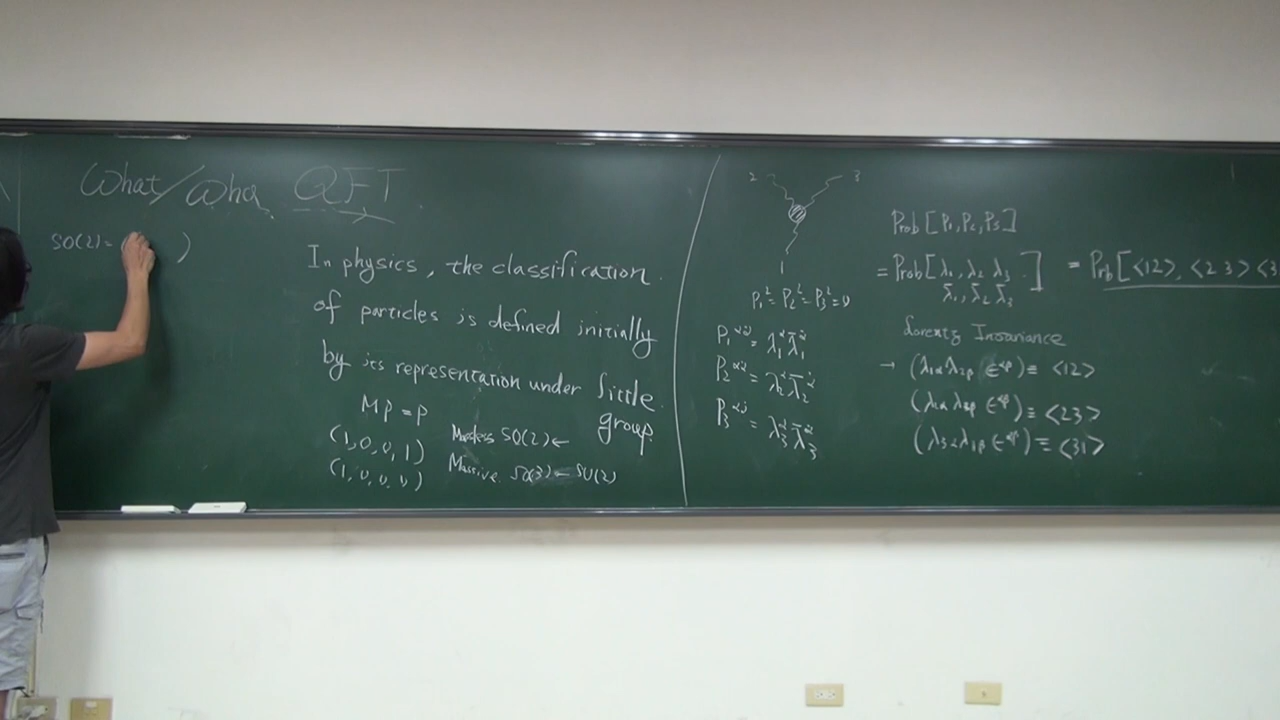 What/Wha QFT
SO(2) = ( )
In physics, the classification
of particles is defined initially
by its representation under little
group.
Mp = p
(1,0,0,1) Massless SO(2) ←
(1,0,0,0) Massive SO(3) ← SU(2)
2 3
1
P₁² = P₂² = P₃² = 0
P₁^{αα̇} = λ₁^α λ̄₁^α̇
P₂^{αα̇} = λ₂^α λ̄₂^α̇
P₃^{αα̇} = λ₃^α λ̄₃^α̇
Prob[P₁,P₂,P₃]
= Prob[λ₁, λ₂ λ₃
λ̄₁, λ̄₂ λ̄₃] = Prb[<12>, <23> <3
Lorentz Invariance
→ (λ₁α λ₂β ε^{αβ}) ≡ <12>
(λ₂α λ₃β ε^{αβ}) ≡ <23>
(λ₃α λ₁β ε^{αβ}) ≡ <31>